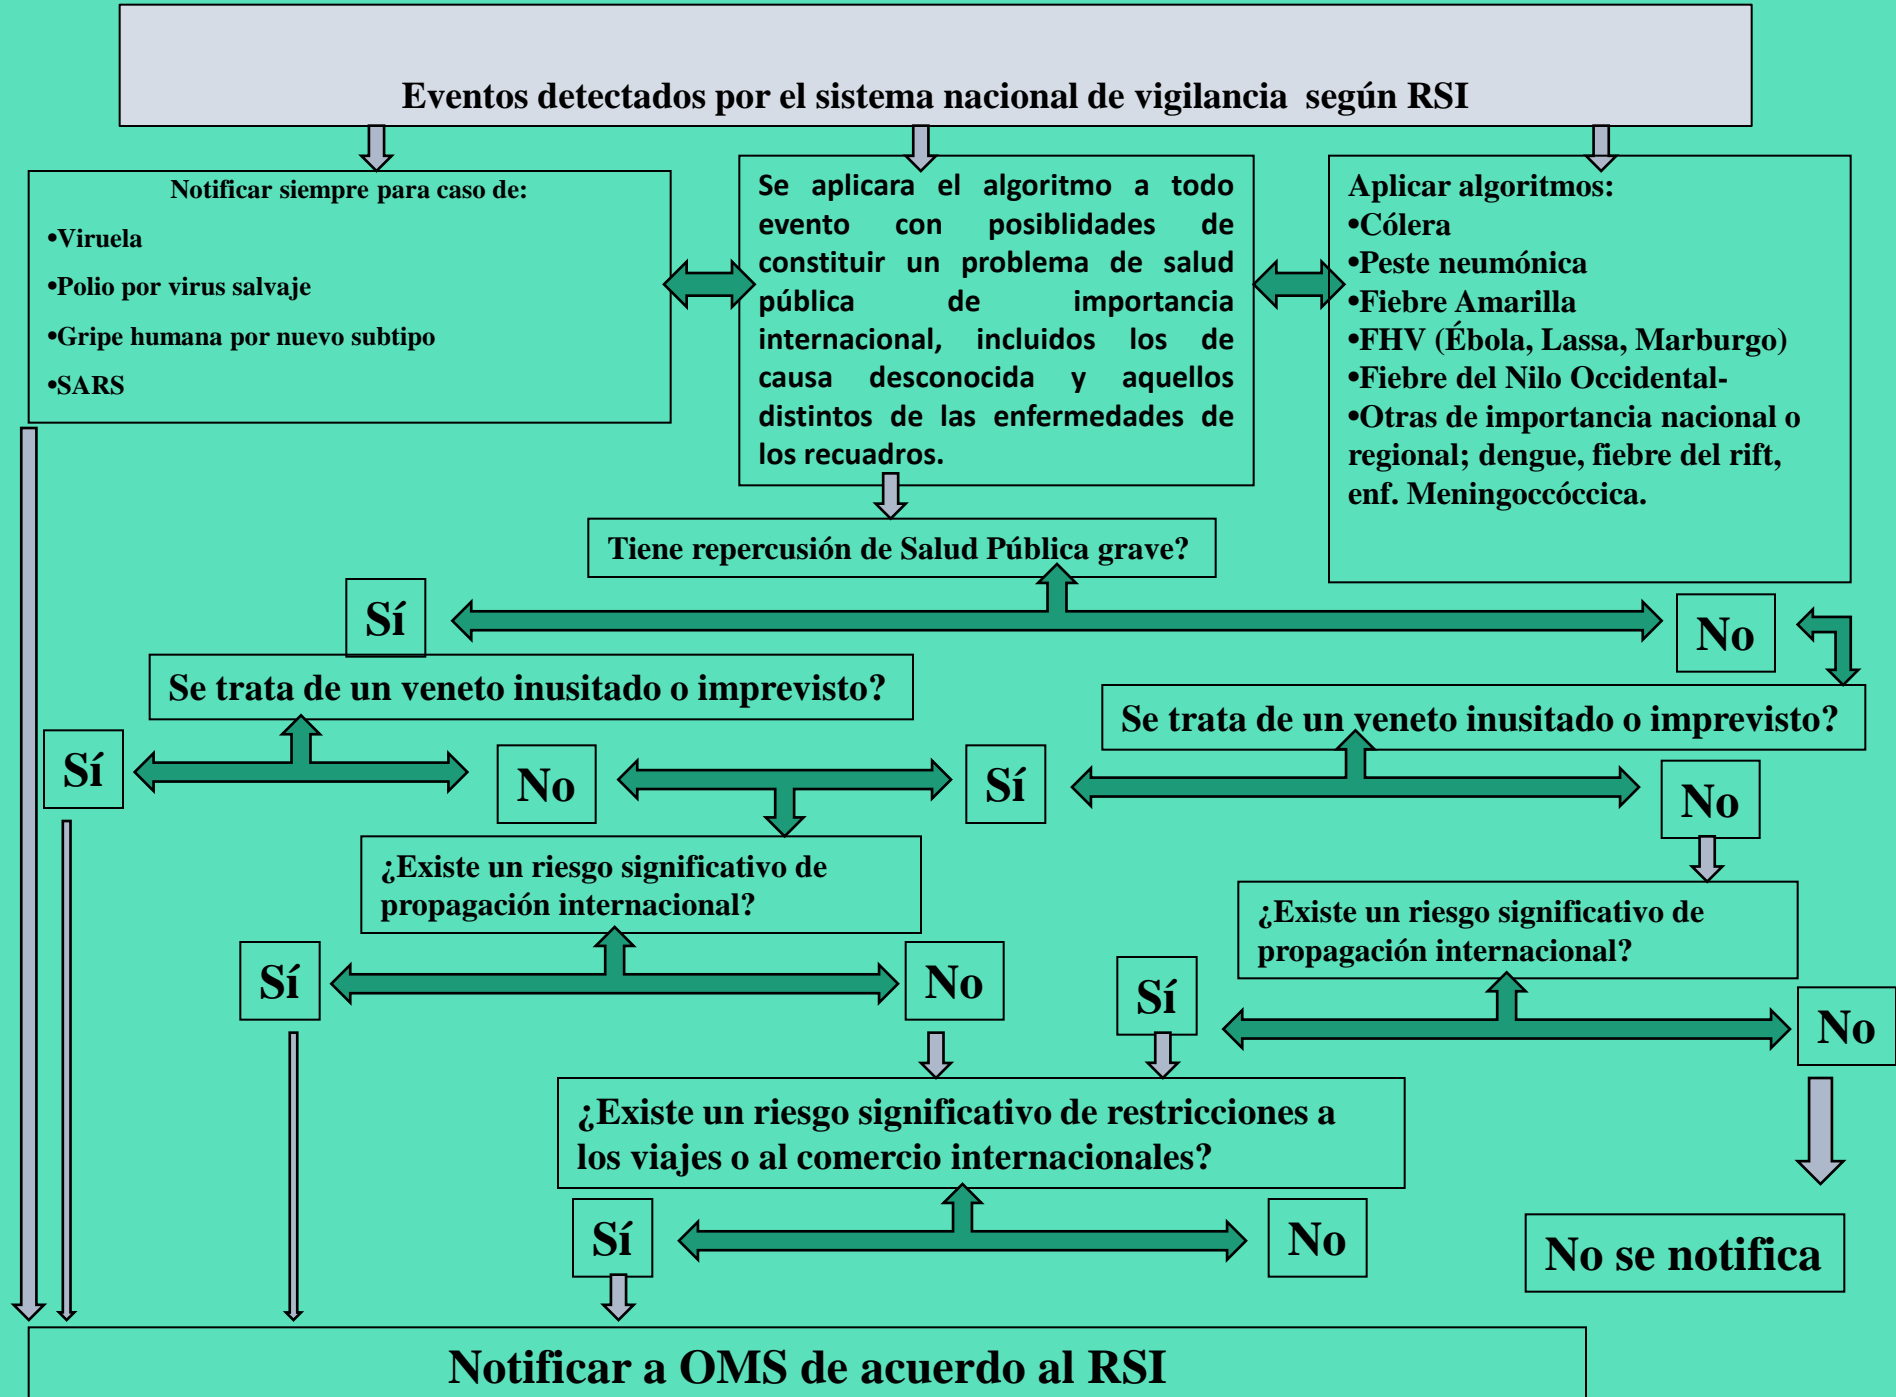 Eventos detectados por el sistema nacional de vigilancia según RSI
Notificar siempre para caso de:
•Viruela
•Polio por virus salvaje
•Gripe humana por nuevo subtipo
•SARS
Se aplicara el algoritmo a todo
evento con posiblidades de
constituir un problema de salud
pública de importancia
internacional, incluidos los de
causa desconocida y aquellos
distintos de las enfermedades de
los recuadros.
Aplicar algoritmos:
•Cólera
•Peste neumónica
•Fiebre Amarilla
•FHV (Ébola, Lassa, Marburgo)
•Fiebre del Nilo Occidental-
•Otras de importancia nacional o
regional; dengue, fiebre del rift,
enf. Meningoccóccica.
Tiene repercusión de Salud Pública grave?
Sí
No
Se trata de un veneto inusitado o imprevisto?
Se trata de un veneto inusitado o imprevisto?
Sí
No
Sí
No
¿Existe un riesgo significativo de
propagación internacional?
¿Existe un riesgo significativo de
propagación internacional?
Sí
No
Sí
No
¿Existe un riesgo significativo de restricciones a
los viajes o al comercio internacionales?
Sí
No
No se notifica
Notificar a OMS de acuerdo al RSI